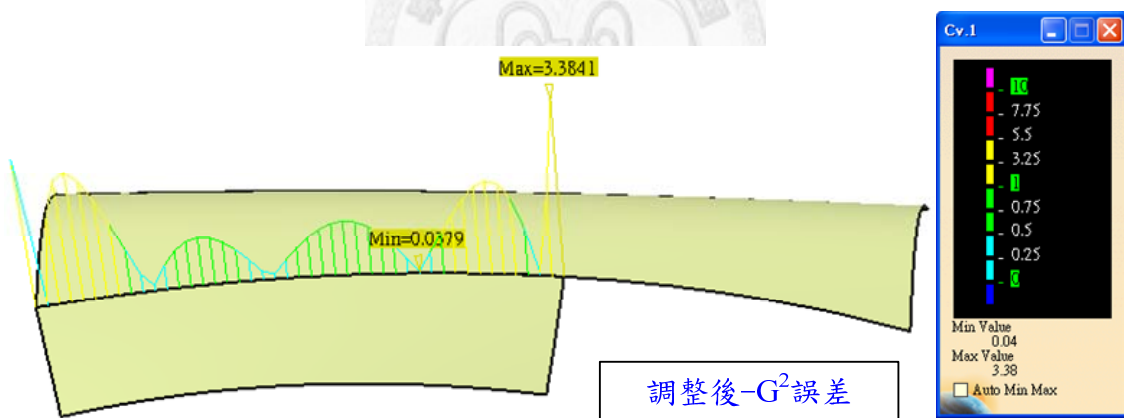 Max=3.3841
Min=0.0379
調整後-G²誤差
Cv.1
10
7.75
5.5
3.25
1
0.75
0.5
0.25
0
Min Value
0.04
Max Value
3.38
Auto Min Max